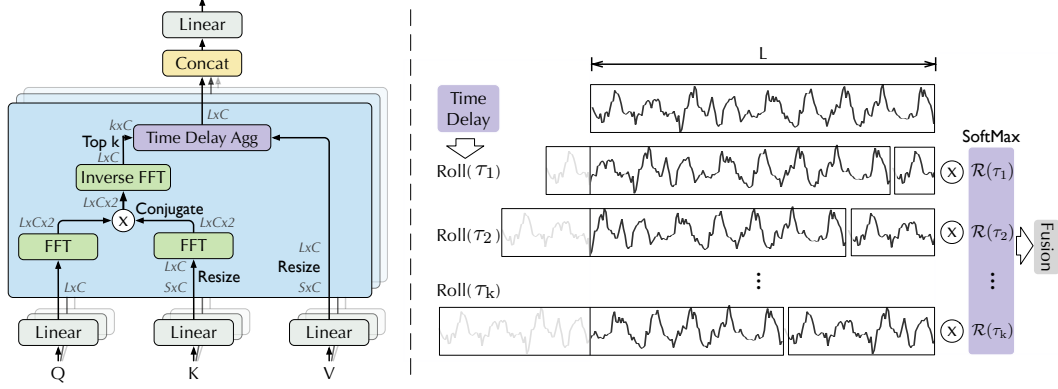 Linear
Concat
LxC
kxC
Time Delay Agg
Top k
LxC
Inverse FFT
LxCx2
Conjugate
x
LxCx2
LxCx2
FFT
FFT
LxC
LxC
Resize
Resize
LxC
SxC
SxC
Linear
Linear
Linear
Q
K
V
L
Time
Delay
SoftMax
Roll(τ1)
x
R(τ1)
Roll(τ2)
x
R(τ2)
Fusion
⋮
⋮
Roll(τk)
x
R(τk)